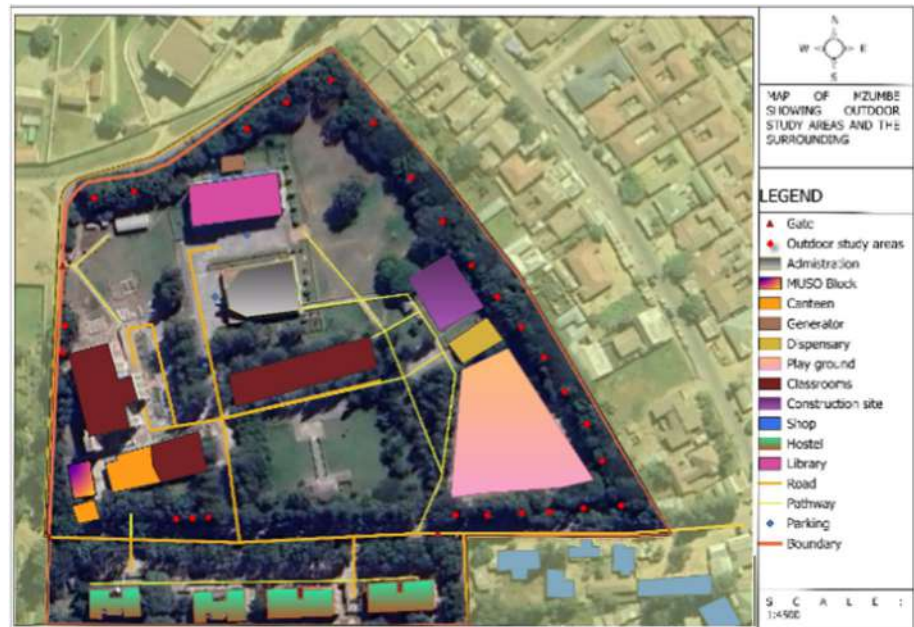 N
W E
S
MAP OF MZUMBE
SHOWING OUTDOOR
STUDY AREAS AND THE
SURROUNDING
LEGEND
Gate
Outdoor study areas
Admistration
MUSO Block
Canteen
Generator
Dispensary
Play ground
Classrooms
Construction site
Shop
Hostel
Library
Road
Pathway
Parking
Boundary
S C A L E :
1:4500